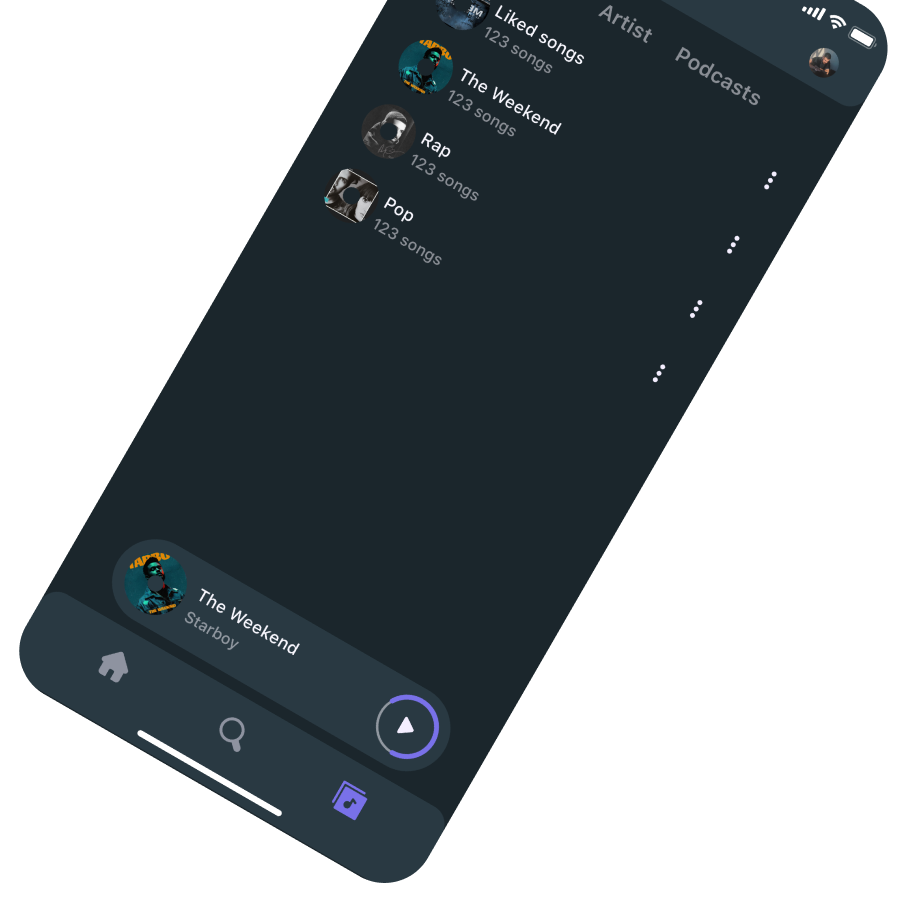 Artist
Podcasts
Liked songs
123 songs
The Weekend
123 songs
Rap
123 songs
Pop
123 songs
The Weekend
Starboy